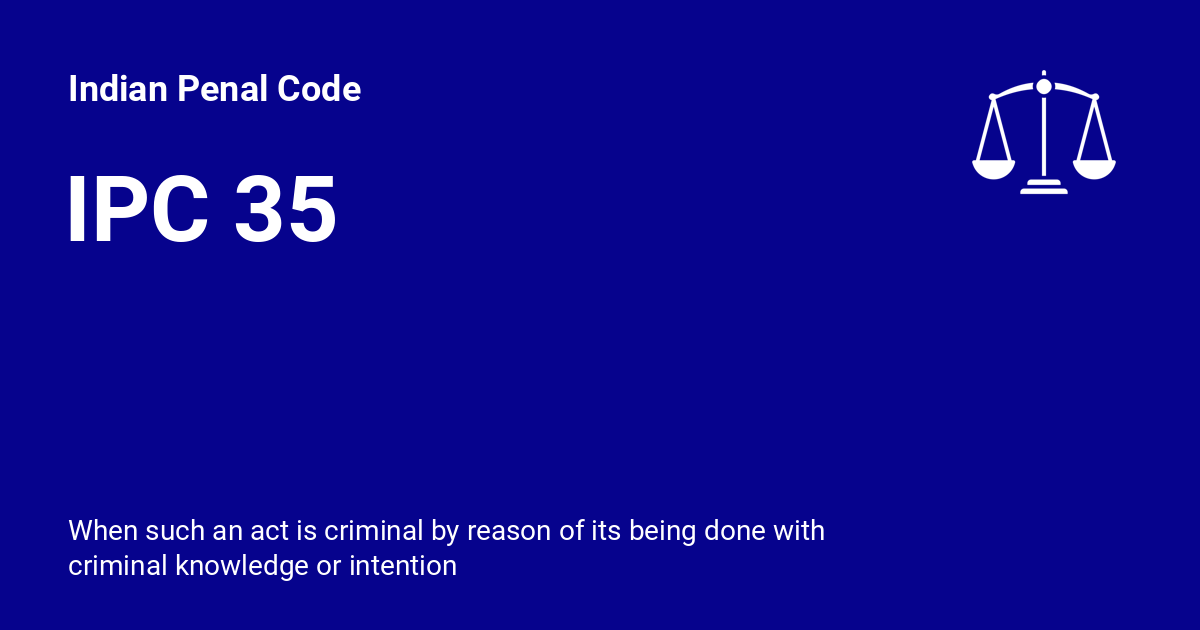 Indian Penal Code
IPC 35
When such an act is criminal by reason of its being done with
criminal knowledge or intention